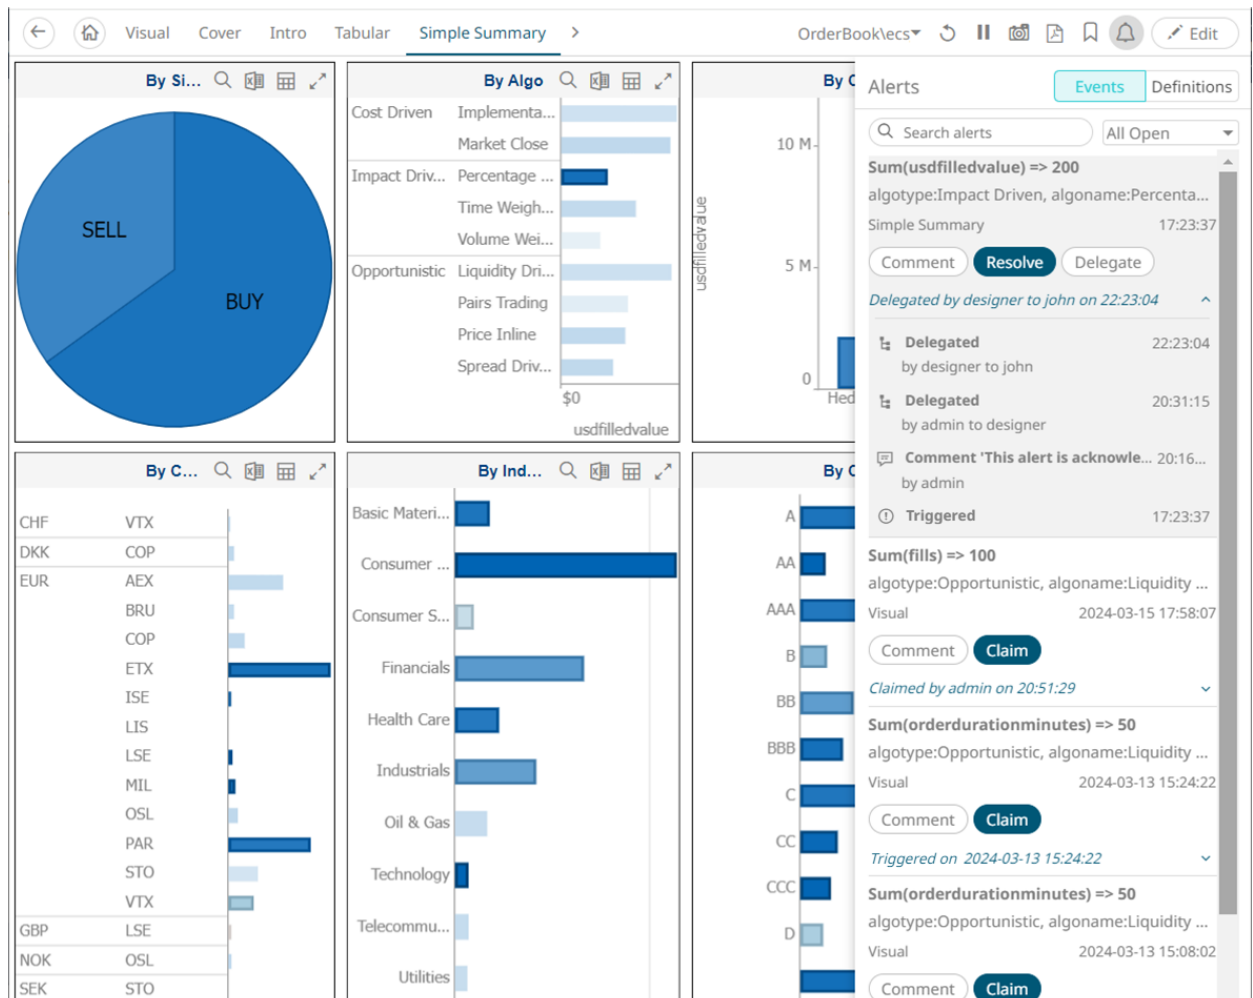 Visual Cover Intro Tabular Simple Summary OrderBook\ecs Edit
By Si...
SELL
BUY
By Algo
Cost Driven Implementa...
Market Close
Impact Driv... Percentage ...
Time Weigh...
Volume Wei...
Opportunistic Liquidity Dri...
Pairs Trading
Price Inline
Spread Driv...
$0
usdfilledvalue
By C
10 M
5 M
0
usdfilledvalue
Hed
By C...
CHF VTX
DKK COP
EUR AEX
BRU
COP
ETX
ISE
LIS
LSE
MIL
OSL
PAR
STO
VTX
GBP LSE
NOK OSL
SEK STO
By Ind...
Basic Materi...
Consumer ...
Consumer S...
Financials
Health Care
Industrials
Oil & Gas
Technology
Telecommu...
Utilities
By C
A
AA
AAA
B
BB
BBB
C
CC
CCC
D
Alerts Events Definitions
Search alerts All Open
Sum(usdfilledvalue) => 200
algotype:Impact Driven, algoname:Percenta...
Simple Summary 17:23:37
Comment Resolve Delegate
Delegated by designer to john on 22:23:04
Delegated 22:23:04
by designer to john
Delegated 20:31:15
by admin to designer
Comment 'This alert is acknowle... 20:16...
by admin
Triggered 17:23:37
Sum(fills) => 100
algotype:Opportunistic, algoname:Liquidity ...
Visual 2024-03-15 17:58:07
Comment Claim
Claimed by admin on 20:51:29
Sum(orderdurationminutes) => 50
algotype:Opportunistic, algoname:Liquidity ...
Visual 2024-03-13 15:24:22
Comment Claim
Triggered on 2024-03-13 15:24:22
Sum(orderdurationminutes) => 50
algotype:Opportunistic, algoname:Liquidity ...
Visual 2024-03-13 15:08:02
Comment Claim